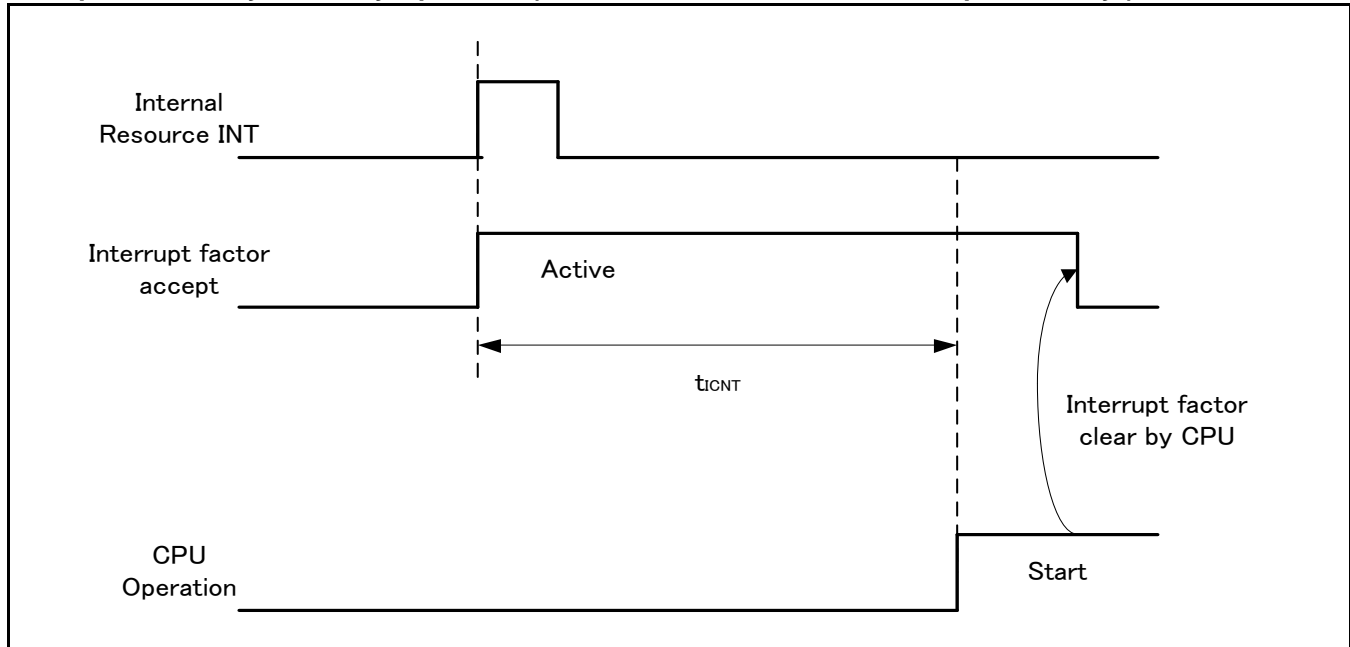 Internal
Resource INT
Interrupt factor
accept
Active
tICNT
Interrupt factor
clear by CPU
CPU
Operation
Start